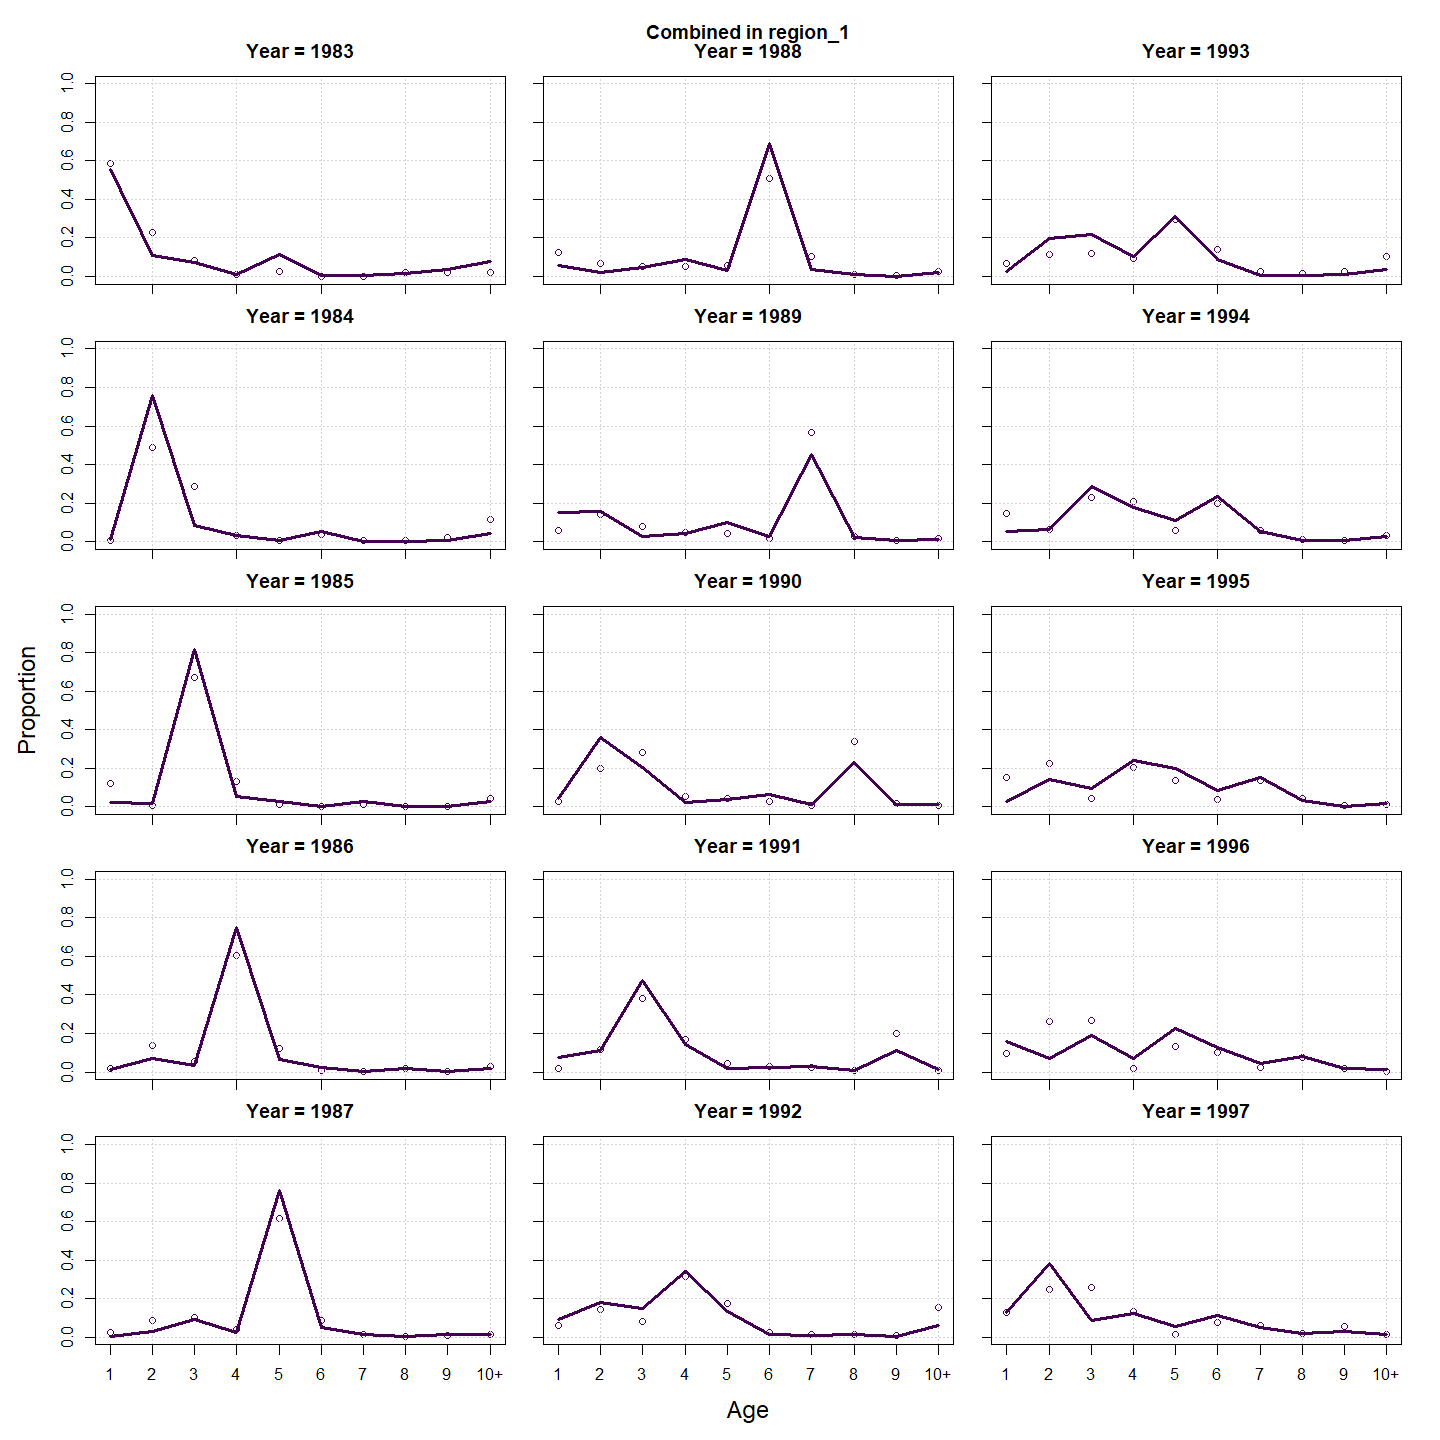 Combined in region_1
Year = 1983
Year = 1988
Year = 1993
0.0 0.2 0.4 0.6 0.8 1.0
Year = 1984
Year = 1989
Year = 1994
0.0 0.2 0.4 0.6 0.8 1.0
Year = 1985
Year = 1990
Year = 1995
0.0 0.2 0.4 0.6 0.8 1.0
Proportion
Year = 1986
Year = 1991
Year = 1996
0.0 0.2 0.4 0.6 0.8 1.0
Year = 1987
Year = 1992
Year = 1997
0.0 0.2 0.4 0.6 0.8 1.0
1 2 3 4 5 6 7 8 9 10+
1 2 3 4 5 6 7 8 9 10+
1 2 3 4 5 6 7 8 9 10+
Age